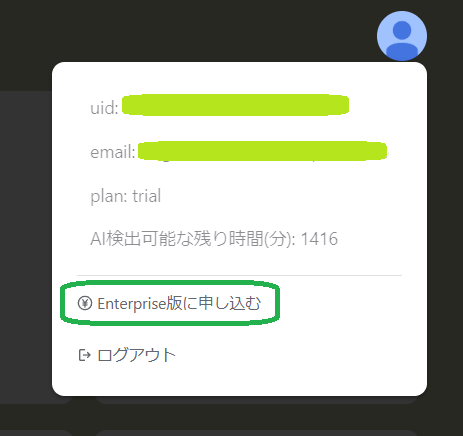 uid:
email:
plan: trial
AI検出可能な残り時間(分): 1416
Enterprise版に申し込む
ログアウト